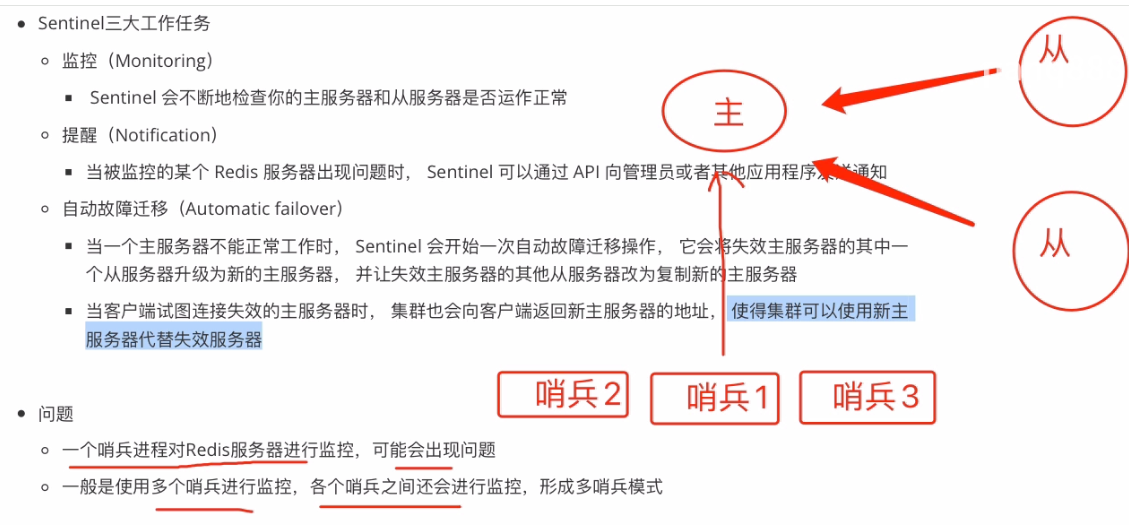 Sentinel三大工作任务
监控（Monitoring）
Sentinel 会不断地检查你的主服务器和从服务器是否运作正常
提醒（Notification）
当被监控的某个 Redis 服务器出现问题时， Sentinel 可以通过 API 向管理员或者其他应用程序发送通知
自动故障迁移（Automatic failover）
当一个主服务器不能正常工作时， Sentinel 会开始一次自动故障迁移操作， 它会将失效主服务器的其中一
个从服务器升级为新的主服务器， 并让失效主服务器的其他从服务器改为复制新的主服务器
当客户端试图连接失效的主服务器时， 集群也会向客户端返回新主服务器的地址， 使得集群可以使用新主
服务器代替失效服务器
问题
一个哨兵进程对Redis服务器进行监控，可能会出现问题
一般是使用多个哨兵进行监控，各个哨兵之间还会进行监控，形成多哨兵模式
主
从
从
哨兵2
哨兵1
哨兵3